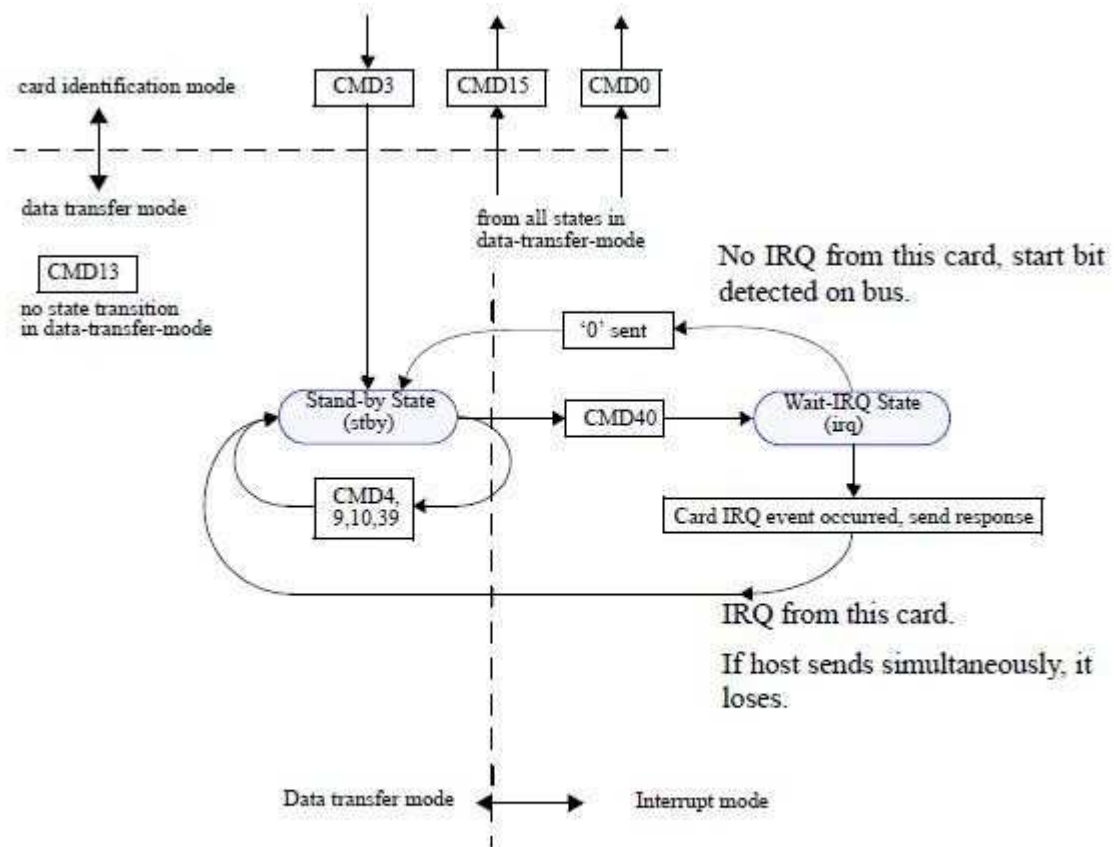 card identification mode
CMD3
CMD15
CMD0
data transfer mode
from all states in
data-transfer-mode
CMD13
no state transition
in data-transfer-mode
No IRQ from this card, start bit
detected on bus.
‘0’ sent
Stand-by State
(stby)
CMD40
Wait-IRQ State
(irq)
CMD4,
9,10,39
Card IRQ event occurred, send response
IRQ from this card.
If host sends simultaneously, it
loses.
Data transfer mode
Interrupt mode